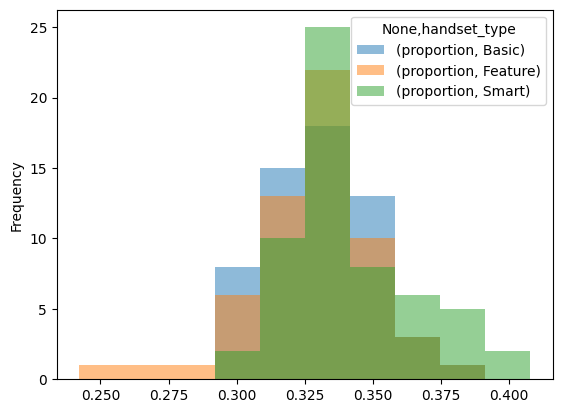 None,handset_type
(proportion, Basic)
(proportion, Feature)
(proportion, Smart)
Frequency
25
20
15
10
5
0
0.250 0.275 0.300 0.325 0.350 0.375 0.400